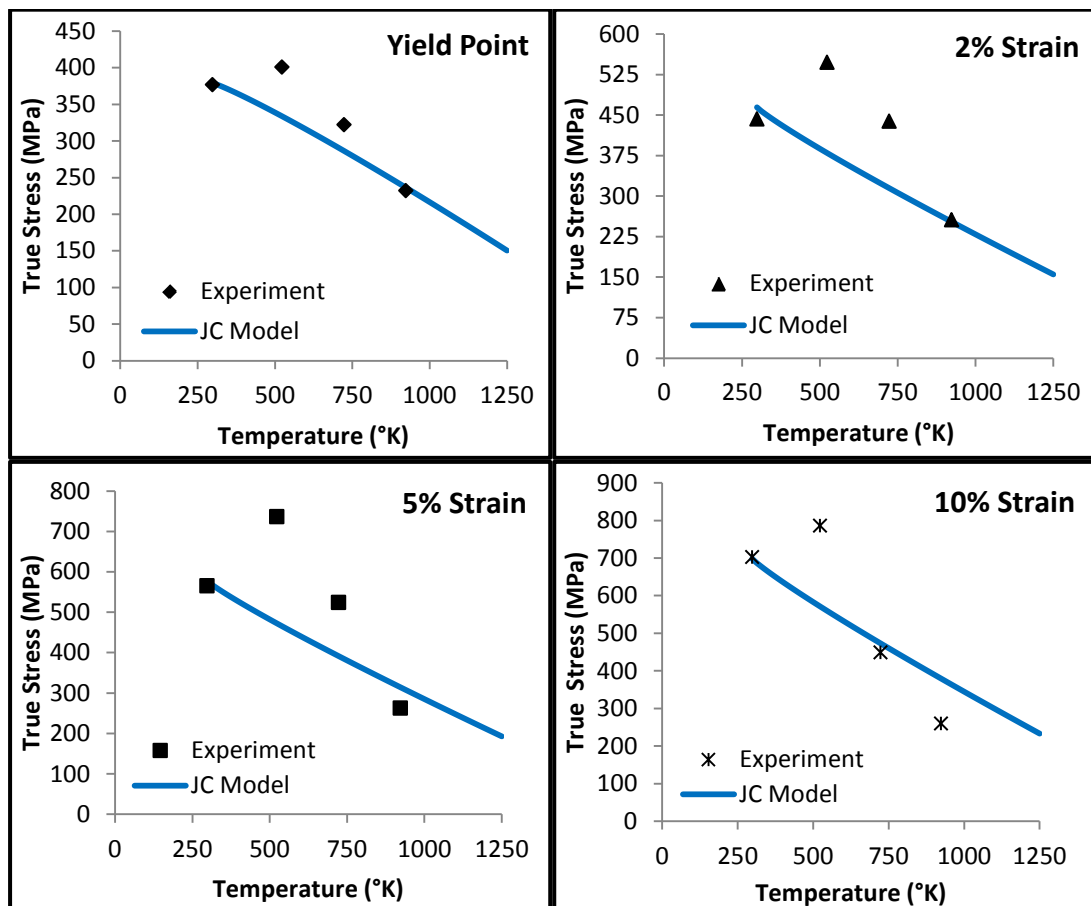 Yield Point
True Stress (MPa)
450
400
350
300
250
200
150
100
50
0
Experiment
JC Model
0 250 500 750 1000 1250
Temperature (°K)
2% Strain
True Stress (MPa)
600
525
450
375
300
225
150
75
0
Experiment
JC Model
0 250 500 750 1000 1250
Temperature (°K)
5% Strain
True Stress (MPa)
800
700
600
500
400
300
200
100
0
Experiment
JC Model
0 250 500 750 1000 1250
Temperature (°K)
10% Strain
True Stress (MPa)
900
800
700
600
500
400
300
200
100
0
Experiment
JC Model
0 250 500 750 1000 1250
Temperature (°K)